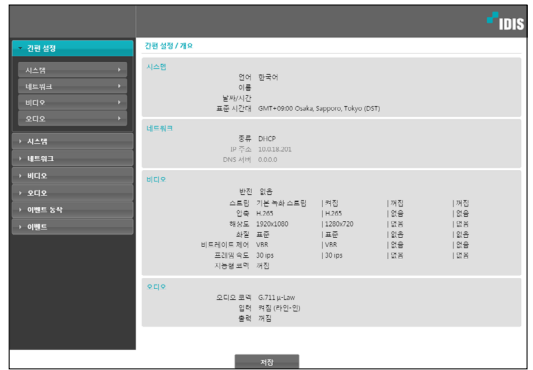 IDIS
간편 설정
시스템
네트워크
비디오
오디오
시스템
네트워크
비디오
오디오
이벤트 동작
이벤트
간편 설정 / 개요
시스템
언어 한국어
이름
날짜/시간
표준 시간대 GMT+09:00 Osaka, Sapporo, Tokyo (DST)
네트워크
종류 DHCP
IP 주소 10.0.18.201
DNS 서버 0.0.0.0
비디오
반전 없음
스트림 기본 녹화 스트림 | 켜짐 | 꺼짐 | 꺼짐
압축 H.265 | H.265 | 없음 | 없음
해상도 1920x1080 | 1280x720 | 없음 | 없음
화질 표준 | 표준 | 없음 | 없음
비트레이트 제어 VBR | VBR | 없음 | 없음
프레임 속도 30 ips | 30 ips | 없음 | 없음
지능형 코덱 꺼짐
오디오
오디오 코덱 G.711 μ-Law
입력 켜짐 (라인-인)
출력 꺼짐
저장